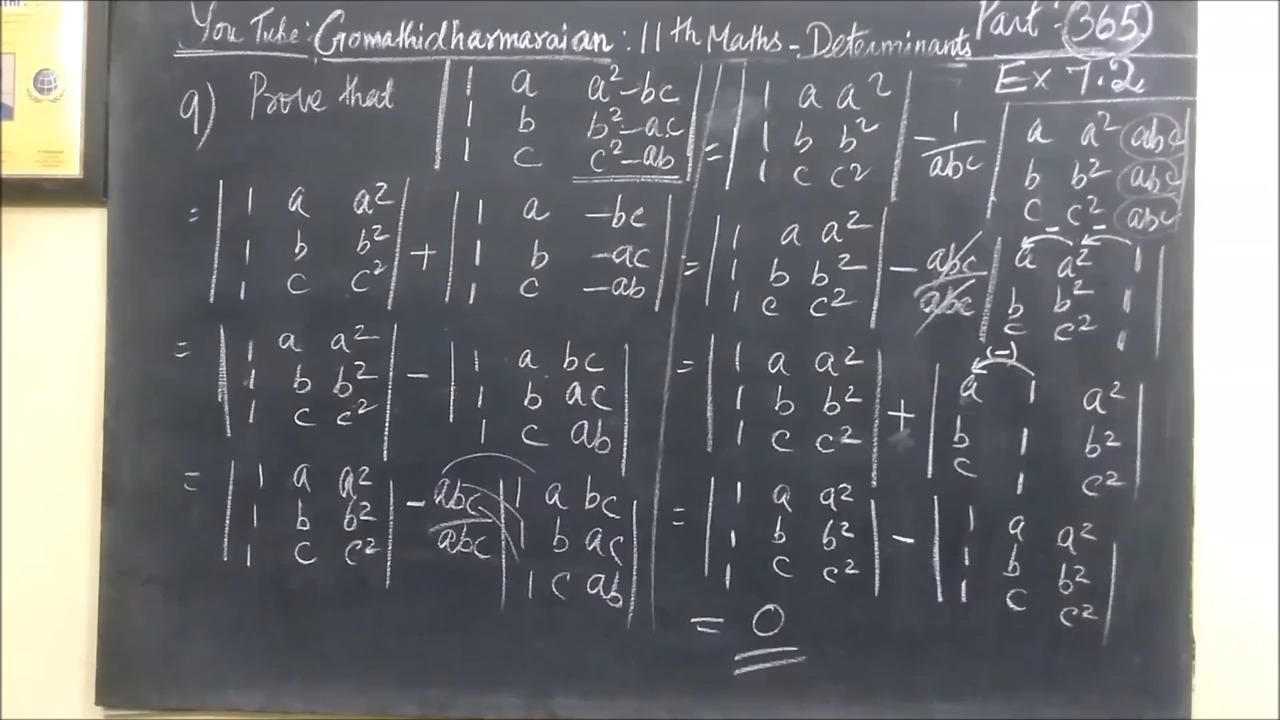 You Tube: Gomathidharmarajan: 11th Maths - Determinants Part: 365
Ex 7.2
9) Prove that | 1 a a²-bc |
| 1 b b²-ac |
| 1 c c²-ab |
= | 1 a a² | + | 1 a -bc |
| 1 b b² | | 1 b -ac |
| 1 c c² | | 1 c -ab |
= | 1 a a² | - | 1 a bc |
| 1 b b² | | 1 b ac |
| 1 c c² | | 1 c ab |
= | 1 a a² | - abc/abc | 1 a bc |
| 1 b b² | | 1 b ac |
| 1 c c² | | 1 c ab |
= | 1 a a² | - 1/abc | a a² abc |
| 1 b b² | | b b² abc |
| 1 c c² | | c c² abc |
= | 1 a a² | - abc/abc | a a² 1 |
| 1 b b² | | b b² 1 |
| 1 c c² | | c c² 1 |
- -
= | 1 a a² | + | a 1 a² |
| 1 b b² | | b 1 b² |
| 1 c c² | | c 1 c² |
(-)
= | 1 a a² | - | 1 a a² |
| 1 b b² | | 1 b b² |
| 1 c c² | | 1 c c² |
= 0